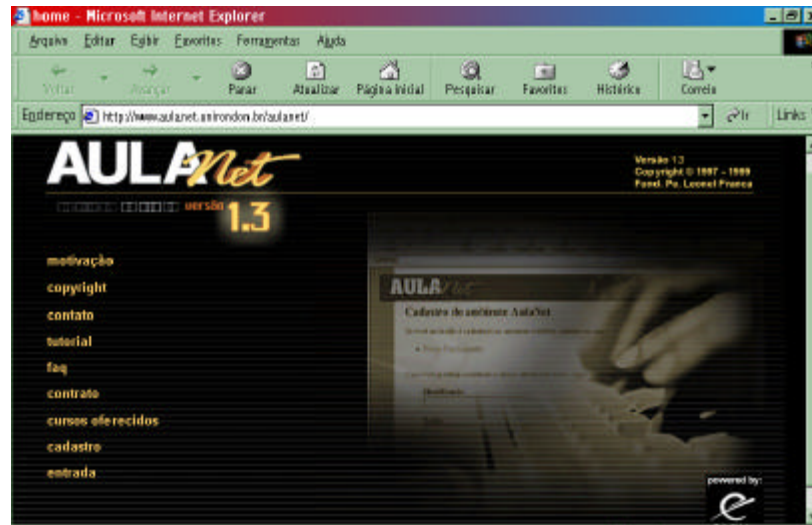 home - Microsoft Internet Explorer
Arquivo Editar Exibir Favoritos Ferramentas Ajuda
Voltar Avançar Parar Atualizar Página inicial Pesquisar Favoritos Histórico Correio
Endereço http://www.aulanet.unirondon.br/aulanet/ Ir Links
AULANet
versão 1.3
Versão 1.3
Copyright © 1997 - 1999
Fund. Pe. Leonel Franca
motivação
copyright
contato
tutorial
faq
contrato
cursos oferecidos
cadastro
entrada
AULANet
Cadastro do ambiente AulaNet
powered by: